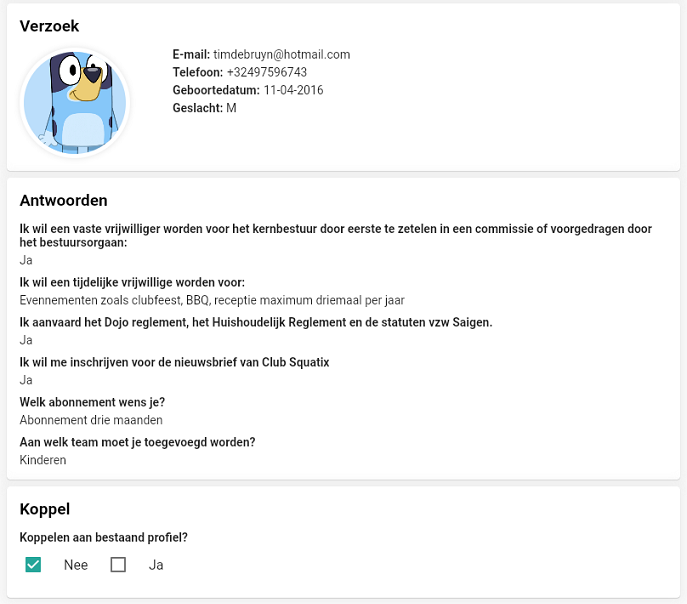 Verzoek
E-mail: timdebruyn@hotmail.com
Telefoon: +32497596743
Geboortedatum: 11-04-2016
Geslacht: M
Antwoorden
Ik wil een vaste vrijwilliger worden voor het kernbestuur door eerste te zetelen in een commissie of voorgedragen door
het bestuursorgaan:
Ja
Ik wil een tijdelijke vrijwillige worden voor:
Evennementen zoals clubfeest, BBQ, receptie maximum driemaal per jaar
Ik aanvaard het Dojo reglement, het Huishoudelijk Reglement en de statuten vzw Saigen.
Ja
Ik wil me inschrijven voor de nieuwsbrief van Club Squatix
Ja
Welk abonnement wens je?
Abonnement drie maanden
Aan welk team moet je toegevoegd worden?
Kinderen
Koppel
Koppelen aan bestaand profiel?
Nee Ja